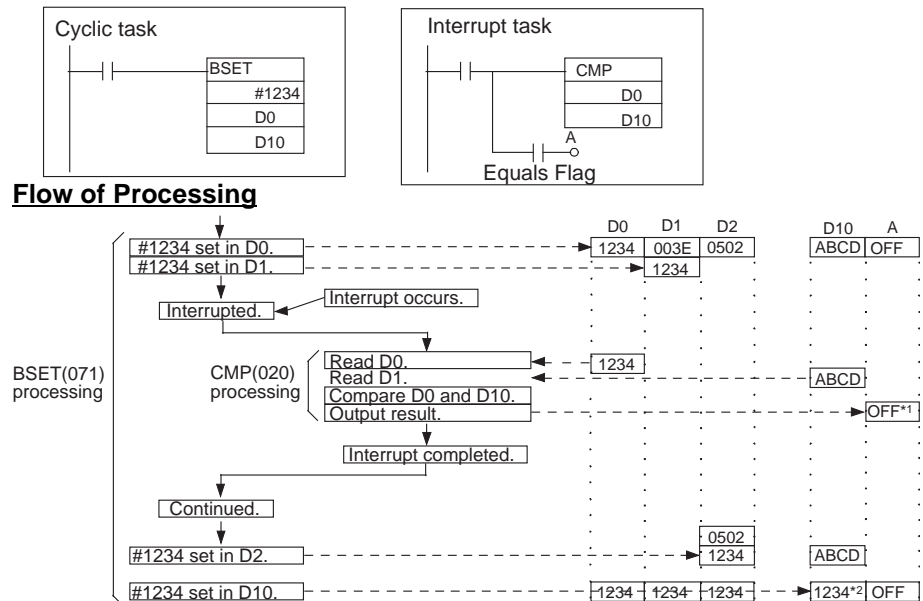 Cyclic task
BSET
#1234
D0
D10
Interrupt task
CMP
D0
D10
A
Equals Flag
Flow of Processing
D0 D1 D2 D10 A
#1234 set in D0. 1234 003E 0502 ABCD OFF
#1234 set in D1. 1234
Interrupt occurs.
Interrupted.
BSET(071)
processing
CMP(020)
processing
Read D0. 1234
Read D1. ABCD
Compare D0 and D10.
Output result. OFF*1
Interrupt completed.
Continued.
0502
#1234 set in D2. 1234 ABCD
#1234 set in D10. 1234 1234 1234 1234*2 OFF